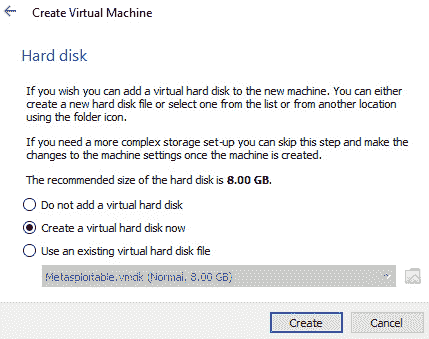 Create Virtual Machine
Hard disk
If you wish you can add a virtual hard disk to the new machine. You can either
create a new hard disk file or select one from the list or from another location
using the folder icon.
If you need a more complex storage set-up you can skip this step and make the
changes to the machine settings once the machine is created.
The recommended size of the hard disk is 8.00 GB.
Do not add a virtual hard disk
Create a virtual hard disk now
Use an existing virtual hard disk file
Metasploitable.vmdk (Normal, 8.00 GB)
Create Cancel